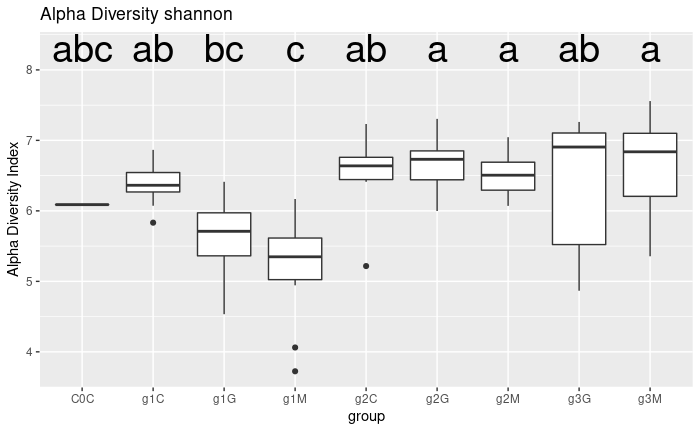 Alpha Diversity shannon
abc ab bc c ab a a ab a
8
7
6
5
4
Alpha Diversity Index
C0C g1C g1G g1M g2C g2G g2M g3G g3M
group